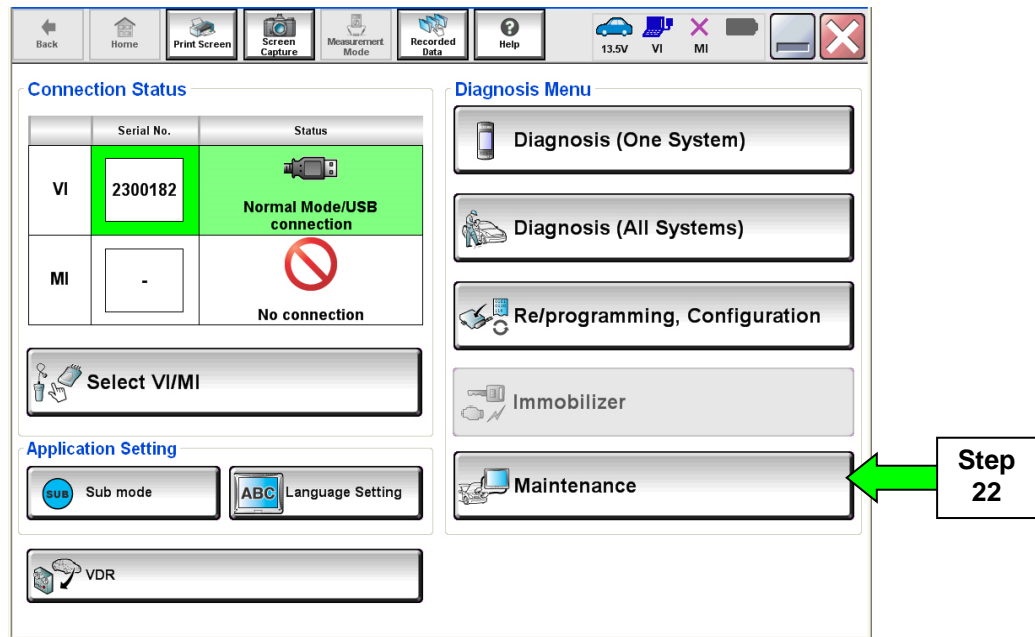 Back
Home
Print Screen
Screen
Capture
Measurement
Mode
Recorded
Data
Help
13.5V
VI
MI
Connection Status
Serial No.
Status
VI
2300182
Normal Mode/USB
connection
MI
-
No connection
Select VI/MI
Application Setting
SUB
Sub mode
ABC
Language Setting
VDR
Diagnosis Menu
Diagnosis (One System)
Diagnosis (All Systems)
Re/programming, Configuration
Immobilizer
Maintenance
Step
22